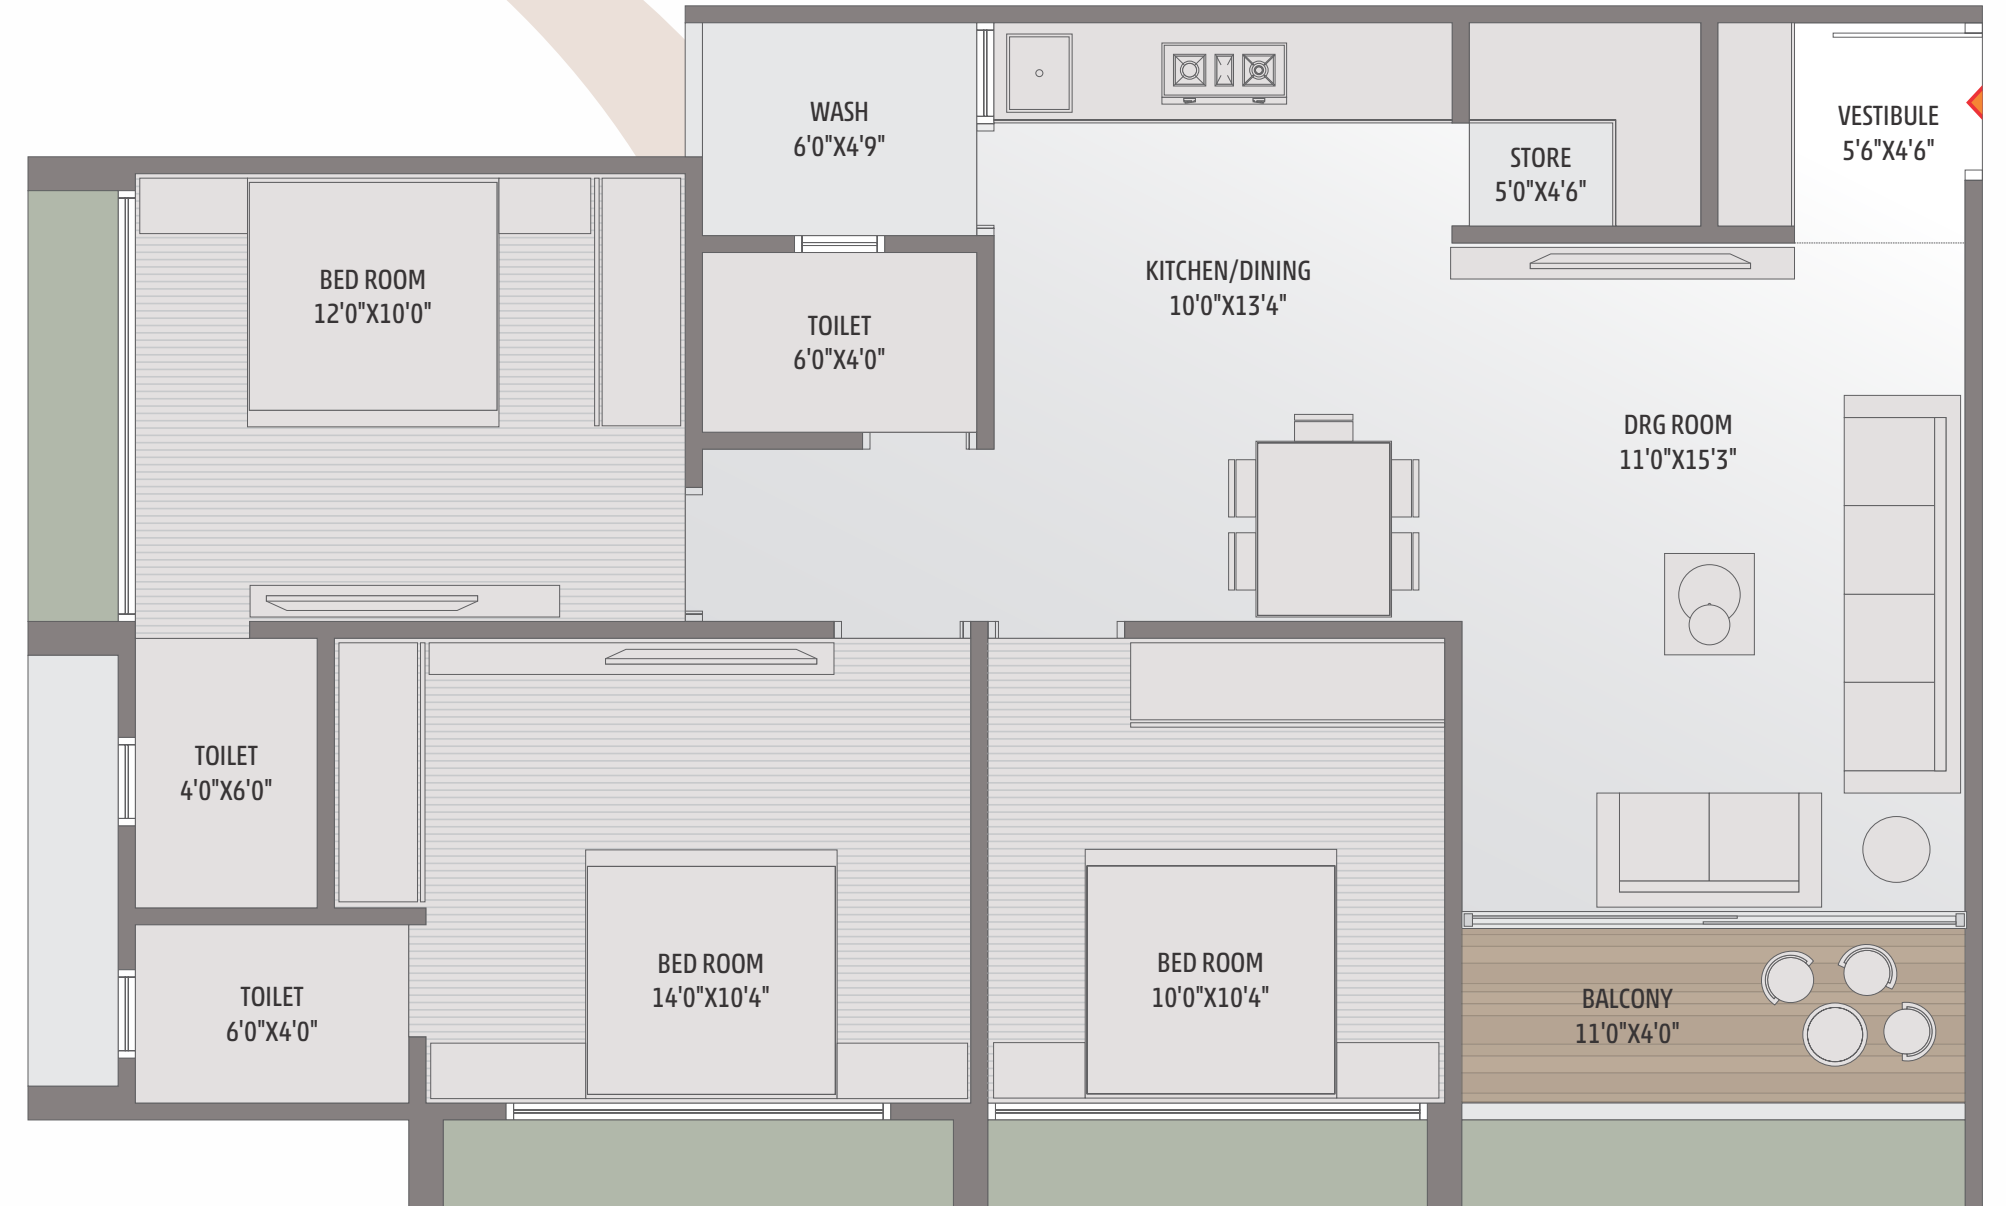 WASH
6'0"X4'9"
VESTIBULE
5'6"X4'6"
STORE
5'0"X4'6"
BED ROOM
12'0"X10'0"
KITCHEN/DINING
10'0"X13'4"
TOILET
6'0"X4'0"
DRG ROOM
11'0"X15'3"
TOILET
4'0"X6'0"
BED ROOM
14'0"X10'4"
BED ROOM
10'0"X10'4"
TOILET
6'0"X4'0"
BALCONY
11'0"X4'0"